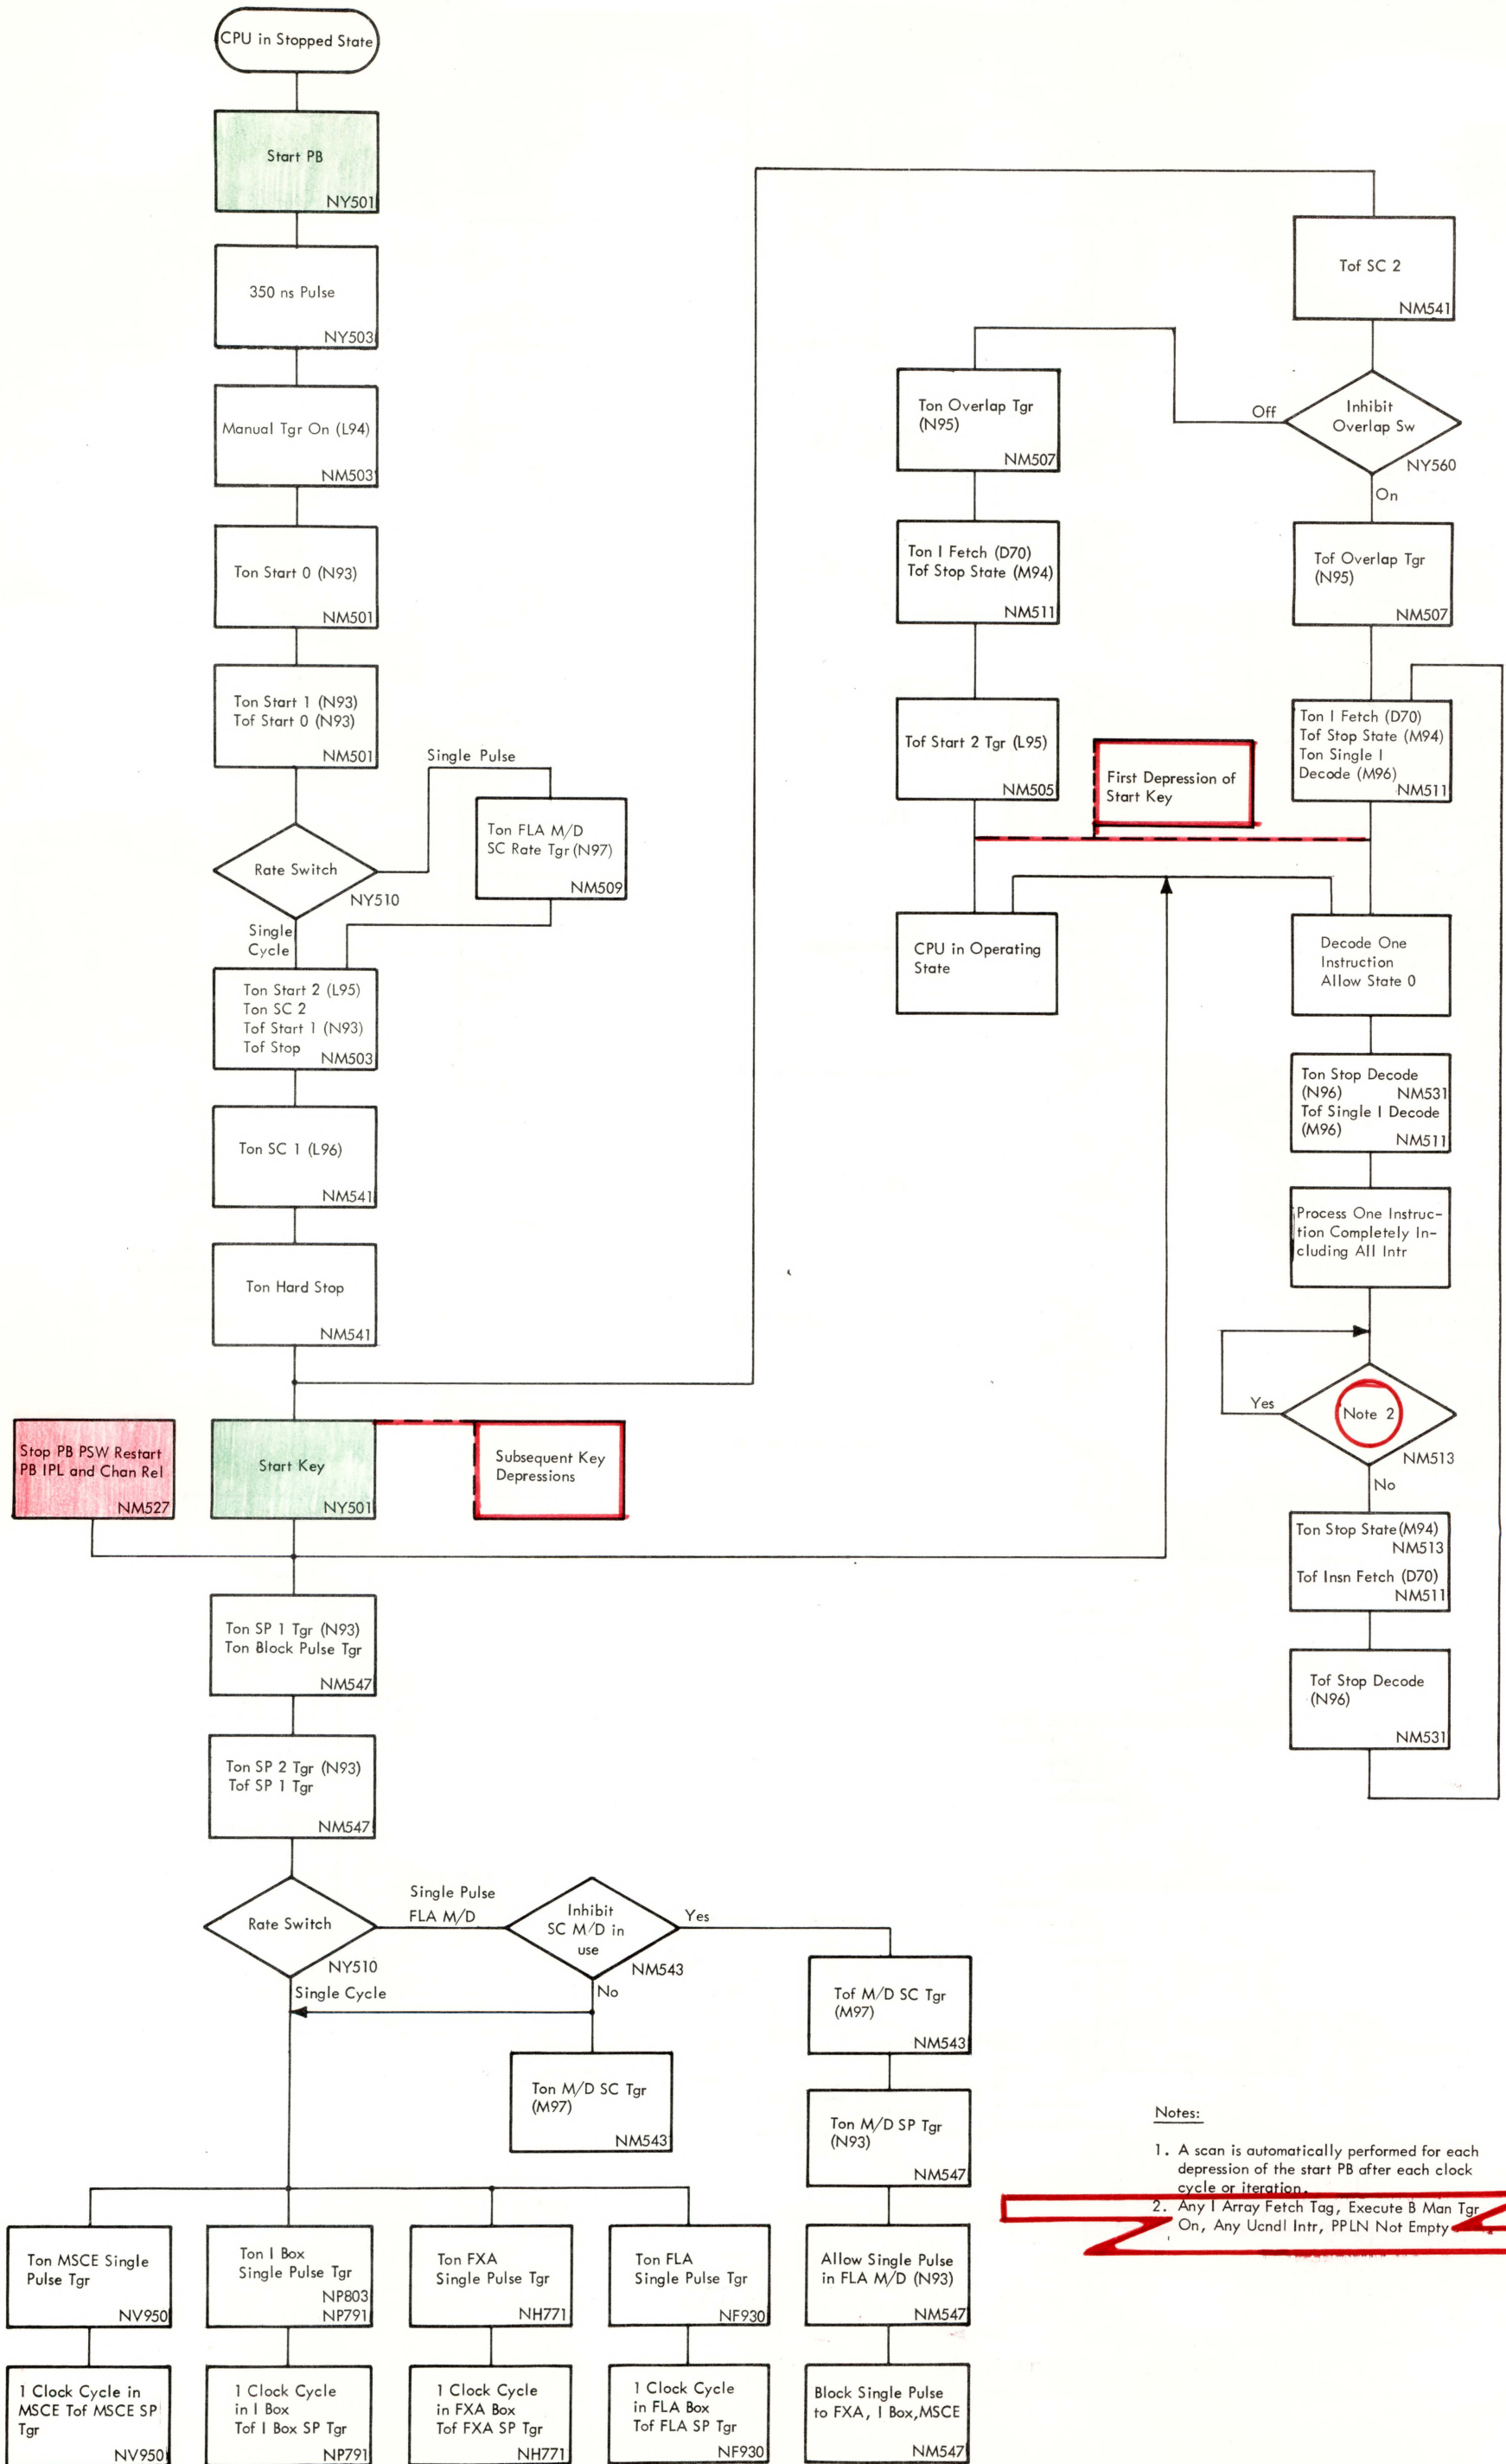 CPU in Stopped State
Start PB
NY501
350 ns Pulse
NY503
Manual Tgr On (L94)
NM503
Ton Start 0 (N93)
NM501
Ton Start 1 (N93)
Tof Start 0 (N93)
NM501
Rate Switch
NY510
Single Pulse
Ton FLA M/D
SC Rate Tgr (N97)
NM509
Single
Cycle
Ton Start 2 (L95)
Ton SC 2
Tof Start 1 (N93)
Tof Stop
NM503
Ton SC 1 (L96)
NM541
Ton Hard Stop
NM541
Stop PB PSW Restart
PB IPL and Chan Rel
NM527
Start Key
NY501
Subsequent Key
Depressions
Ton SP 1 Tgr (N93)
Ton Block Pulse Tgr
NM547
Ton SP 2 Tgr (N93)
Tof SP 1 Tgr
NM547
Rate Switch
NY510
Single Pulse
FLA M/D
Single Cycle
Inhibit
SC M/D in
use
NM543
Yes
No
Ton M/D SC Tgr
(M97)
NM543
Tof M/D SC Tgr
(M97)
NM543
Ton M/D SP Tgr
(N93)
NM547
Allow Single Pulse
in FLA M/D (N93)
NM547
Block Single Pulse
to FXA, I Box,MSCE
NM547
Ton MSCE Single
Pulse Tgr
NV950
1 Clock Cycle in
MSCE Tof MSCE SP
Tgr
NV950
Ton I Box
Single Pulse Tgr
NP803
NP791
1 Clock Cycle
in I Box
Tof I Box SP Tgr
NP791
Ton FXA
Single Pulse Tgr
NH771
1 Clock Cycle
in FXA Box
Tof FXA SP Tgr
NH771
Ton FLA
Single Pulse Tgr
NF930
1 Clock Cycle
in FLA Box
Tof FLA SP Tgr
NF930
Tof SC 2
NM541
Inhibit
Overlap Sw
NY560
Off
On
Ton Overlap Tgr
(N95)
NM507
Ton I Fetch (D70)
Tof Stop State (M94)
NM511
Tof Start 2 Tgr (L95)
NM505
First Depression of
Start Key
CPU in Operating
State
Tof Overlap Tgr
(N95)
NM507
Ton I Fetch (D70)
Tof Stop State (M94)
Ton Single I
Decode (M96)
NM511
Decode One
Instruction
Allow State 0
Ton Stop Decode
(N96) NM531
Tof Single I Decode
(M96) NM511
Process One Instruc-
tion Completely In-
cluding All Intr
Yes
Note 2
NM513
No
Ton Stop State (M94)
NM513
Tof Insn Fetch (D70)
NM511
Tof Stop Decode
(N96)
NM531
Notes:
1. A scan is automatically performed for each
depression of the start PB after each clock
cycle or iteration.
2. Any I Array Fetch Tag, Execute B Man Tgr
On, Any Ucndl Intr, PPLN Not Empty